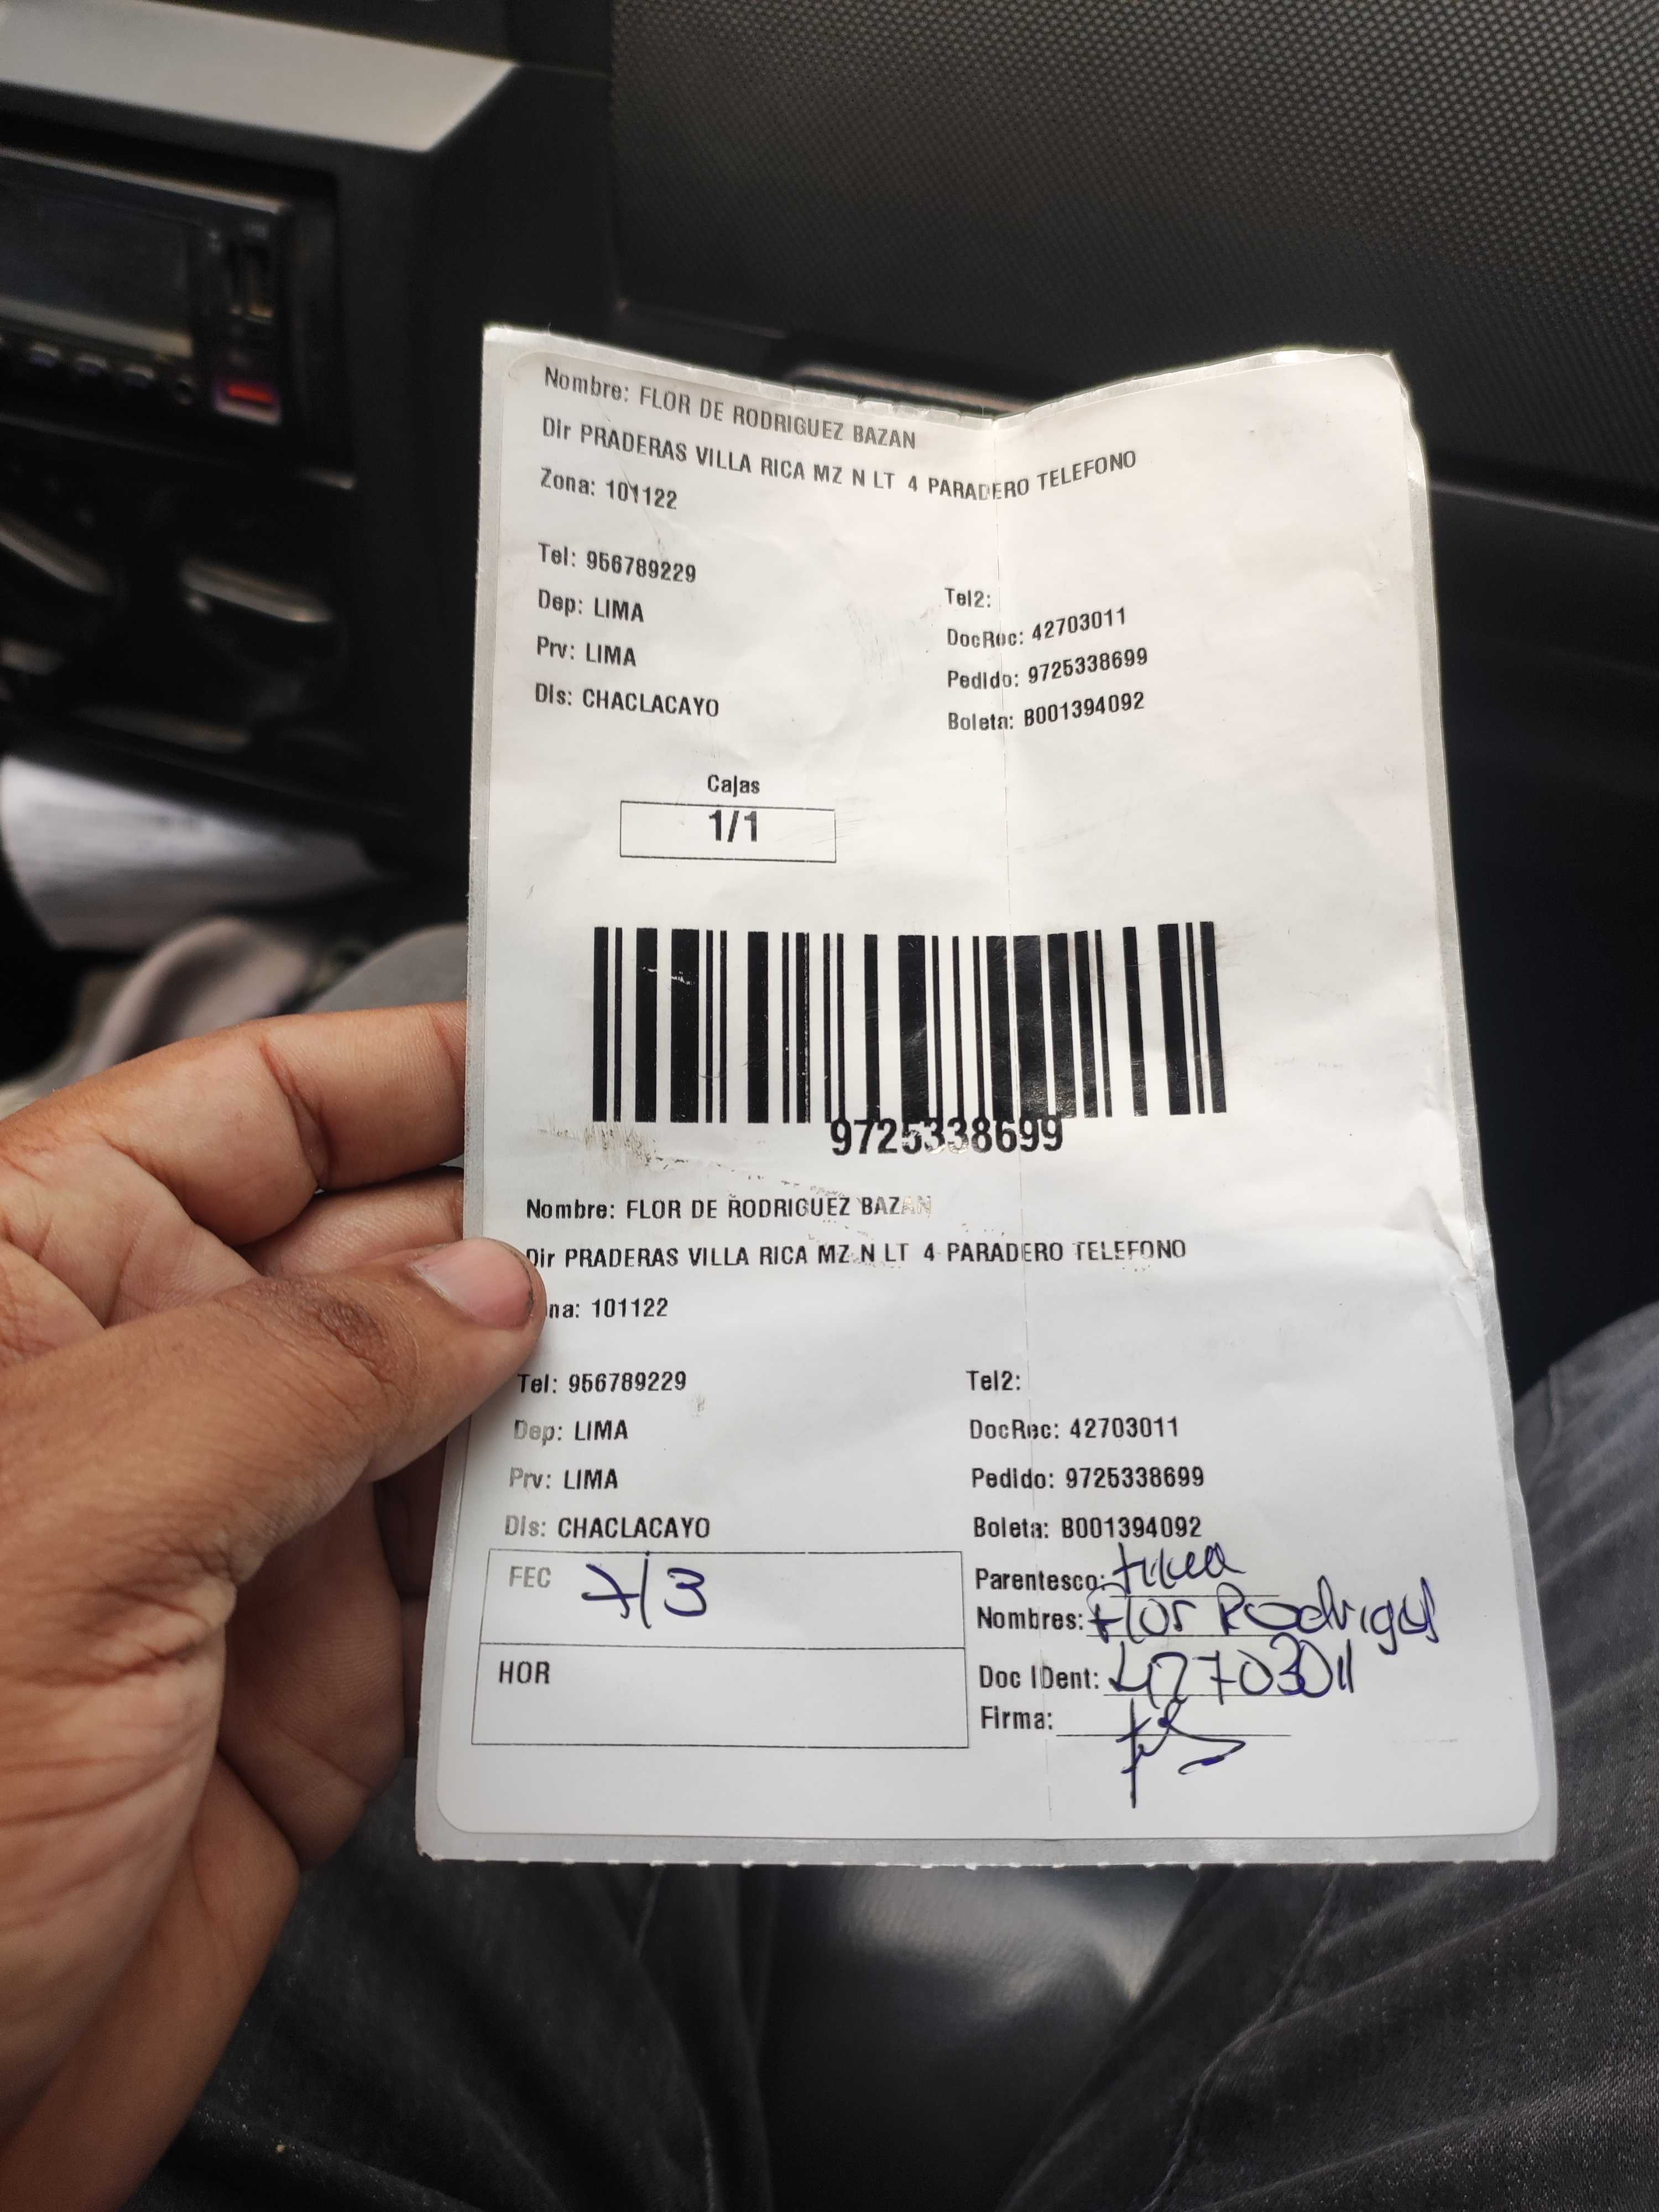 Nombre: FLOR DE RODRIGUEZ BAZAN
Dir PRADERAS VILLA RICA MZ N LT 4 PARADERO TELEFONO
Zona: 101122
Tel: 956789229
Tel2:
Dep: LIMA
DocRec: 42703011
Prv: LIMA
Pedido: 9725338699
Dis: CHACLACAYO
Boleta: B001394092
Cajas
1/1
9725338699
Nombre: FLOR DE RODRIGUEZ BAZAN
Dir PRADERAS VILLA RICA MZ N LT 4 PARADERO TELEFONO
na: 101122
Tel: 956789229
Tel2:
Dep: LIMA
DocRec: 42703011
Prv: LIMA
Pedido: 9725338699
Dis: CHACLACAYO
Boleta: B001394092
FEC 7/3
Parentesco:
Nombres: Flor Rodriguez
HOR
Doc IDent: 42703011
Firma: